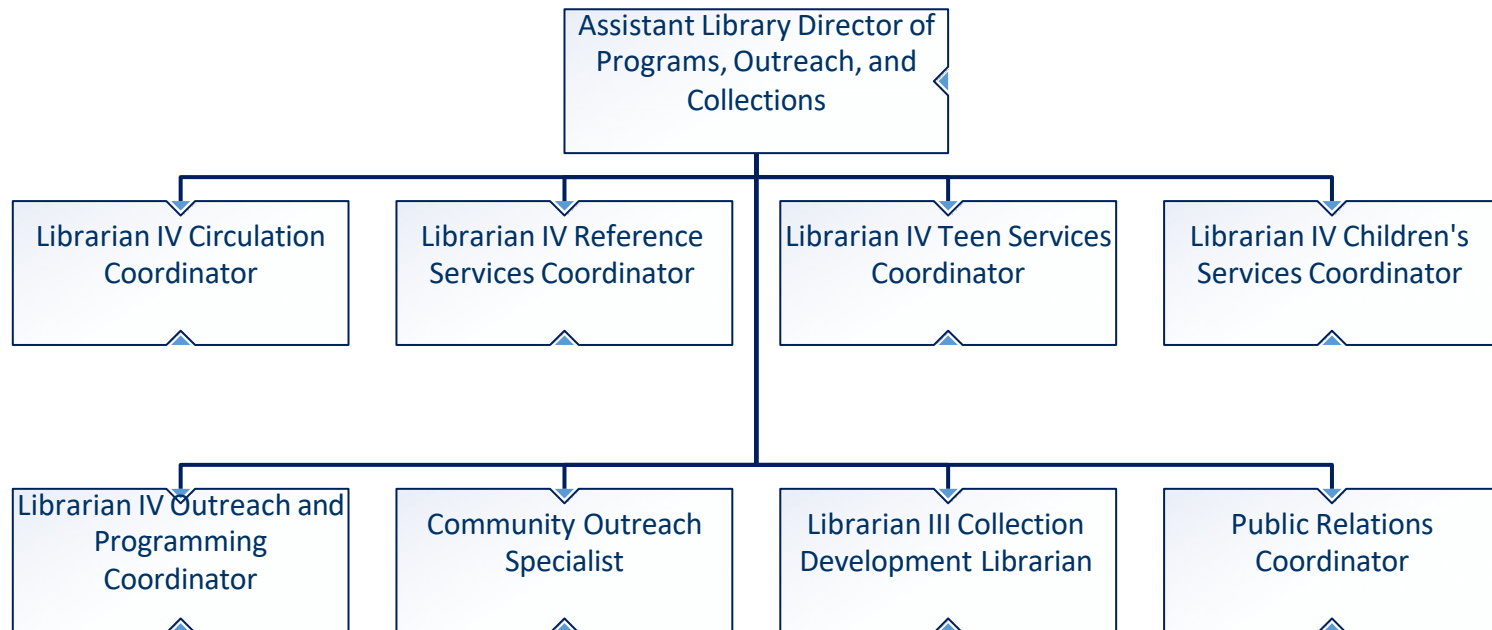 Assistant Library Director of
Programs, Outreach, and
Collections
Librarian IV Circulation
Coordinator
Librarian IV Reference
Services Coordinator
Librarian IV Teen Services
Coordinator
Librarian IV Children's
Services Coordinator
Librarian IV Outreach and
Programming
Coordinator
Community Outreach
Specialist
Librarian III Collection
Development Librarian
Public Relations
Coordinator